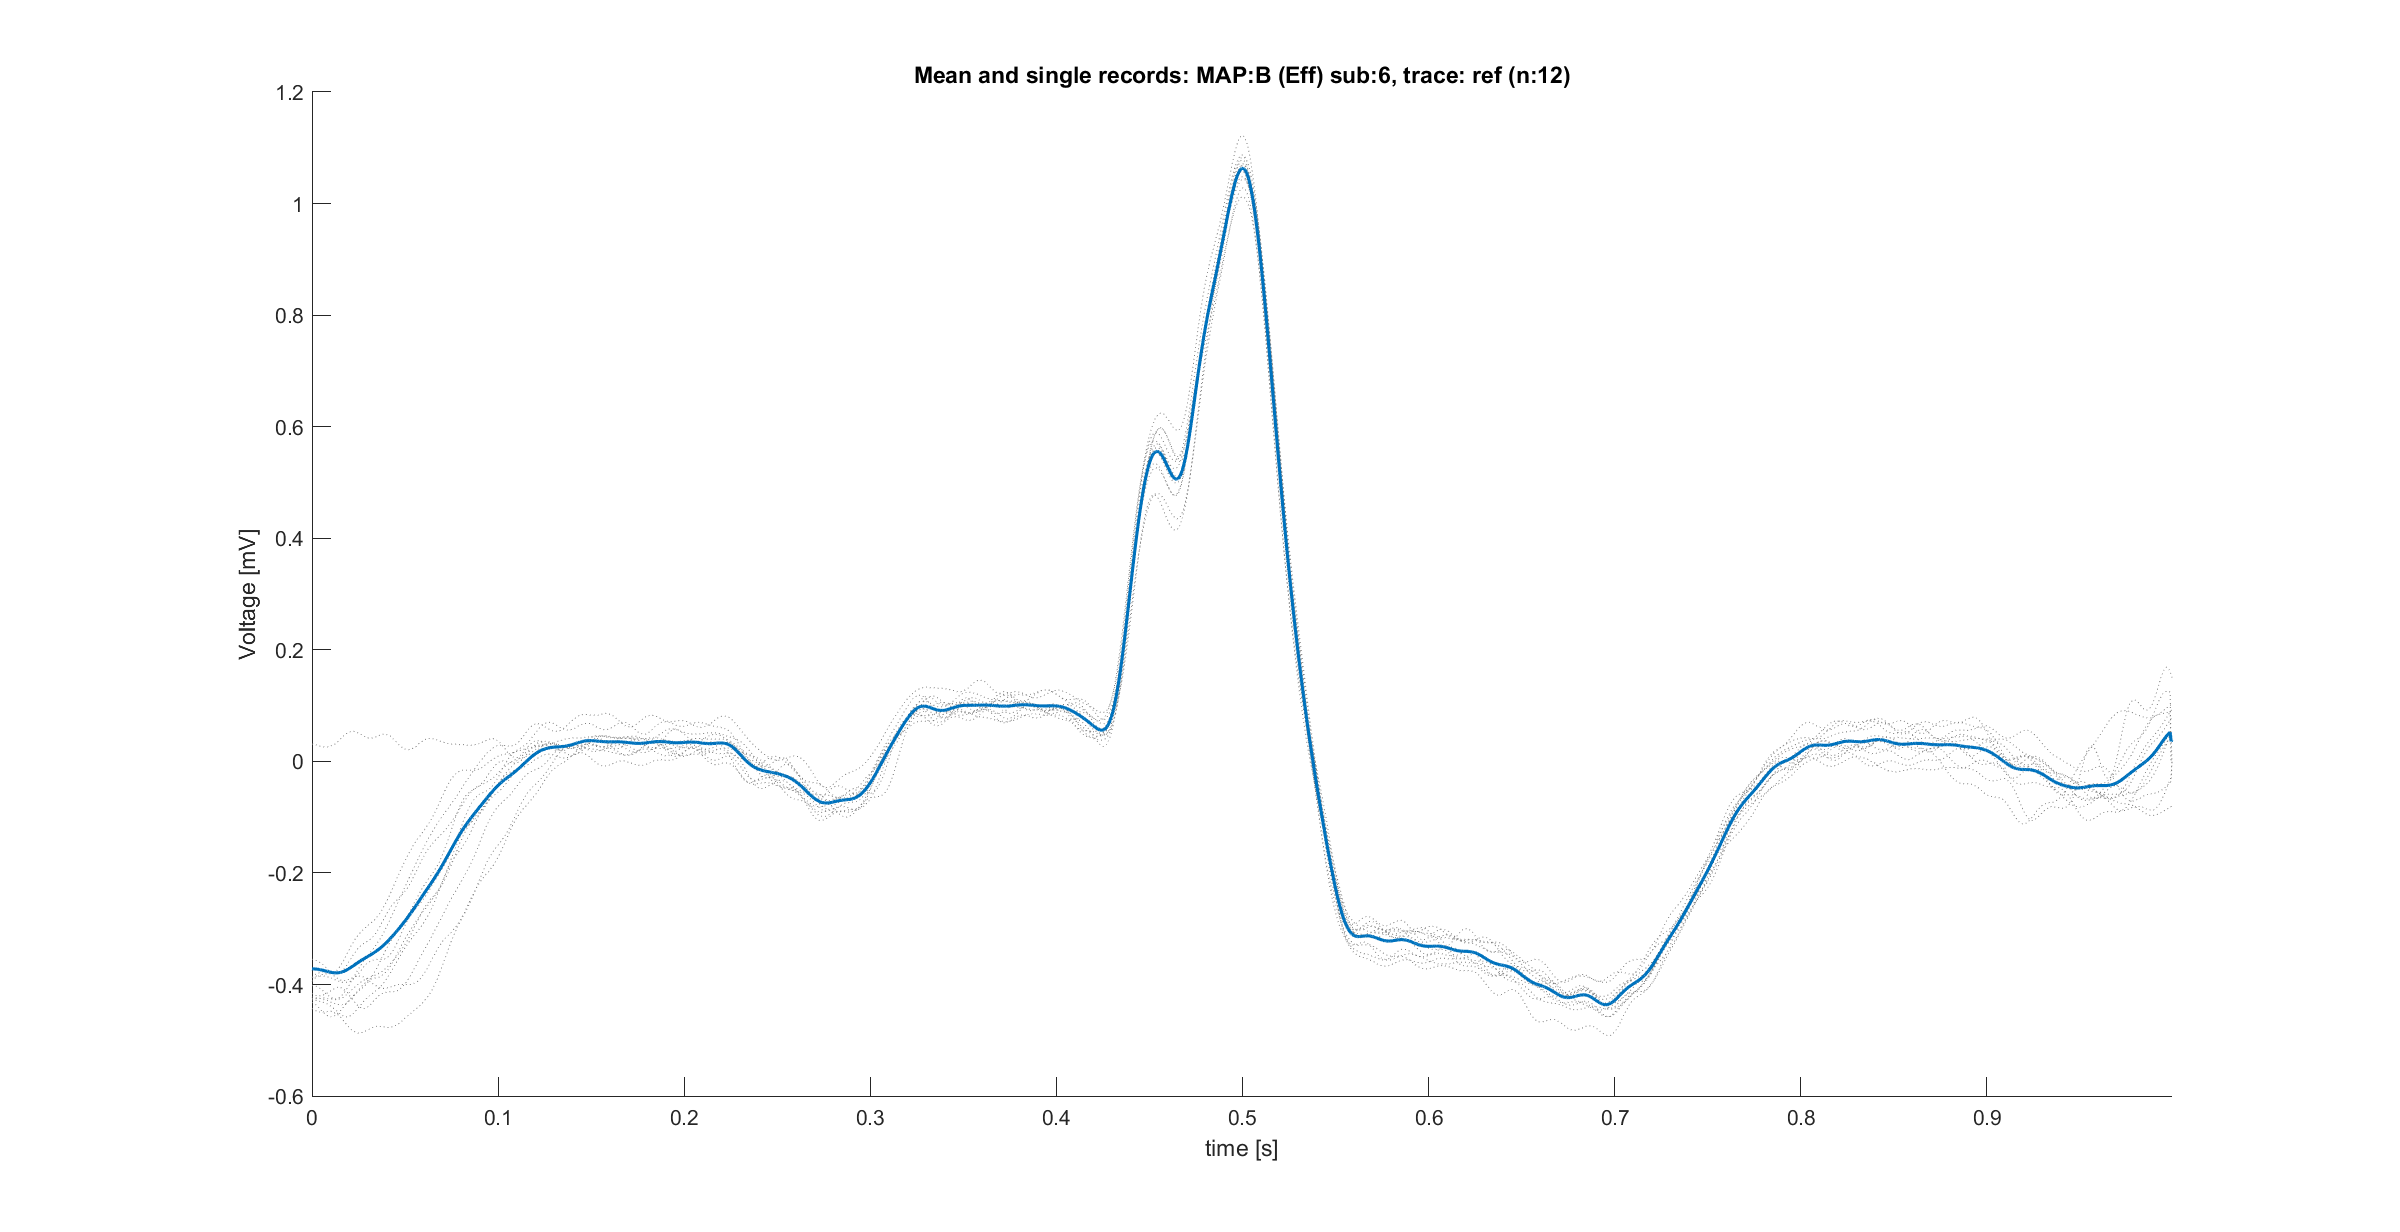 Mean and single records: MAP:B (Eff) sub:6, trace: ref (n:12)
1.2
1
0.8
0.6
0.4
0.2
0
-0.2
-0.4
-0.6
Voltage [mV]
0 0.1 0.2 0.3 0.4 0.5 0.6 0.7 0.8 0.9
time [s]